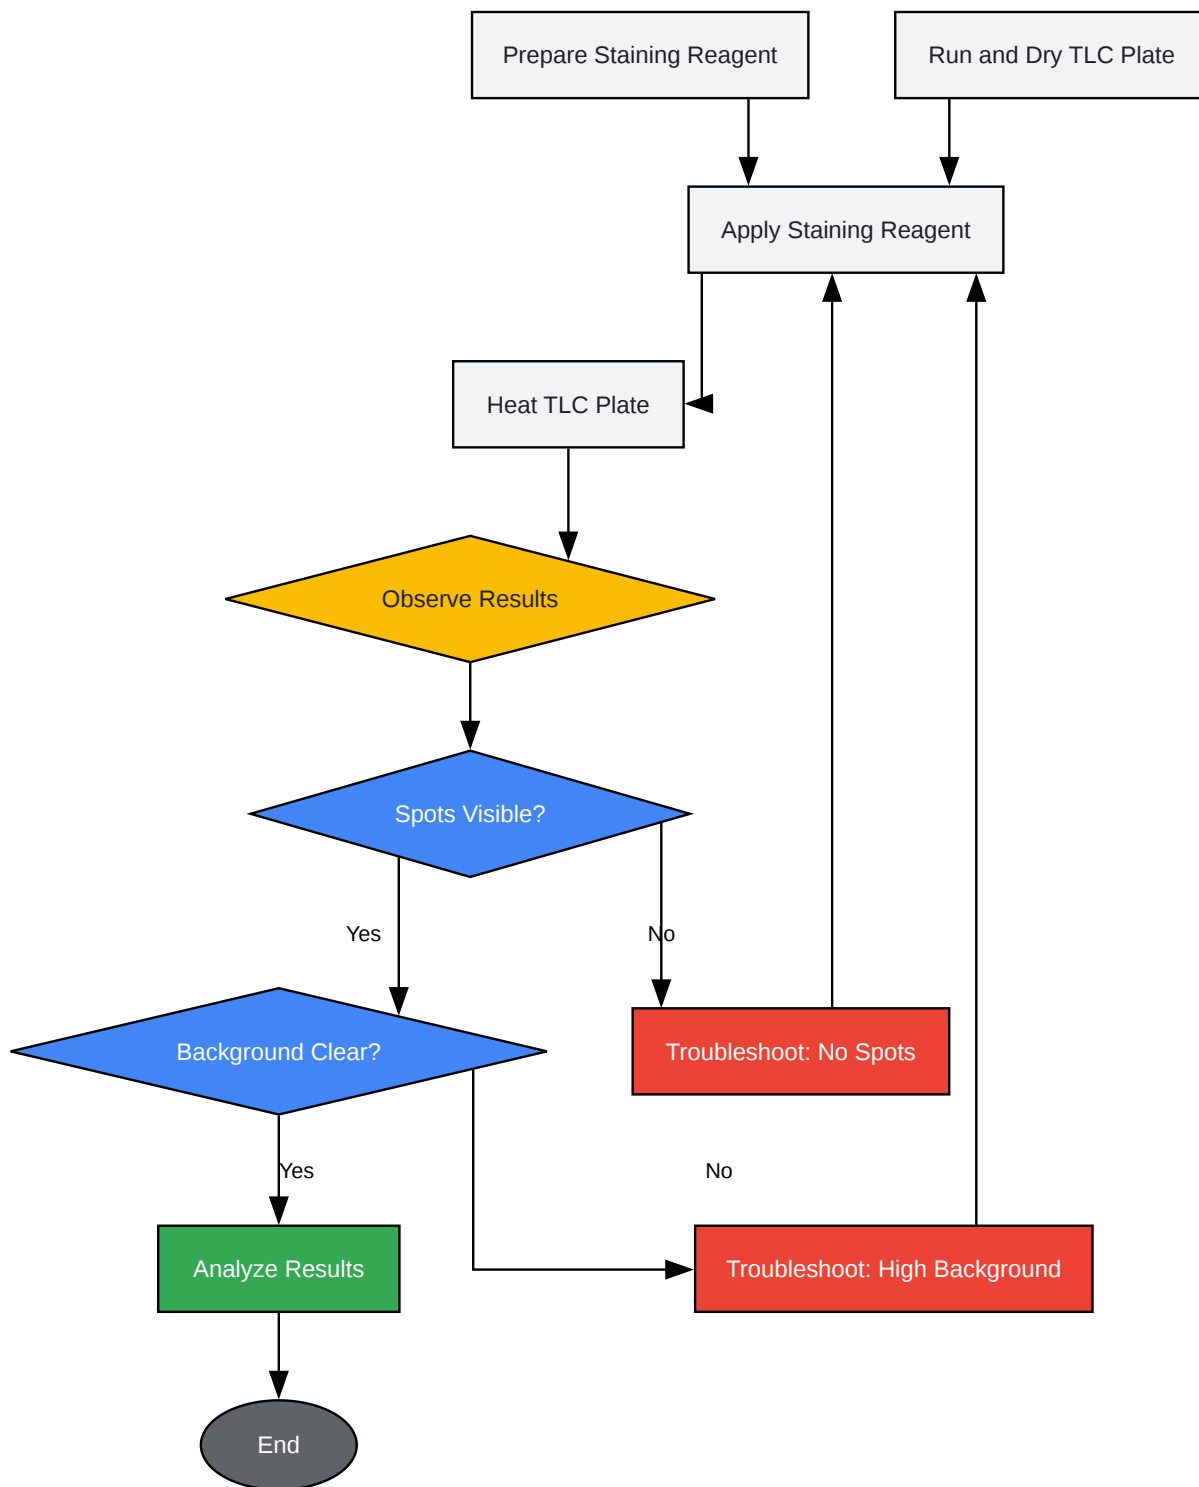 Prepare Staining Reagent
Run and Dry TLC Plate
Apply Staining Reagent
Heat TLC Plate
Observe Results
Spots Visible?
Yes
No
Background Clear?
Troubleshoot: No Spots
Yes
No
Analyze Results
Troubleshoot: High Background
End